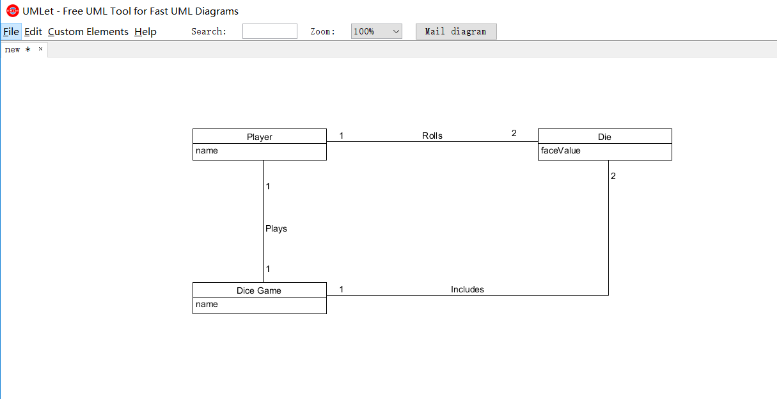 UMLet - Free UML Tool for Fast UML Diagrams
File Edit Custom Elements Help Search: Zoom: 100% Mail diagram
new * ×
Player 1 Rolls 2 Die
name faceValue
2
1
Plays
1
Dice Game 1 Includes
name